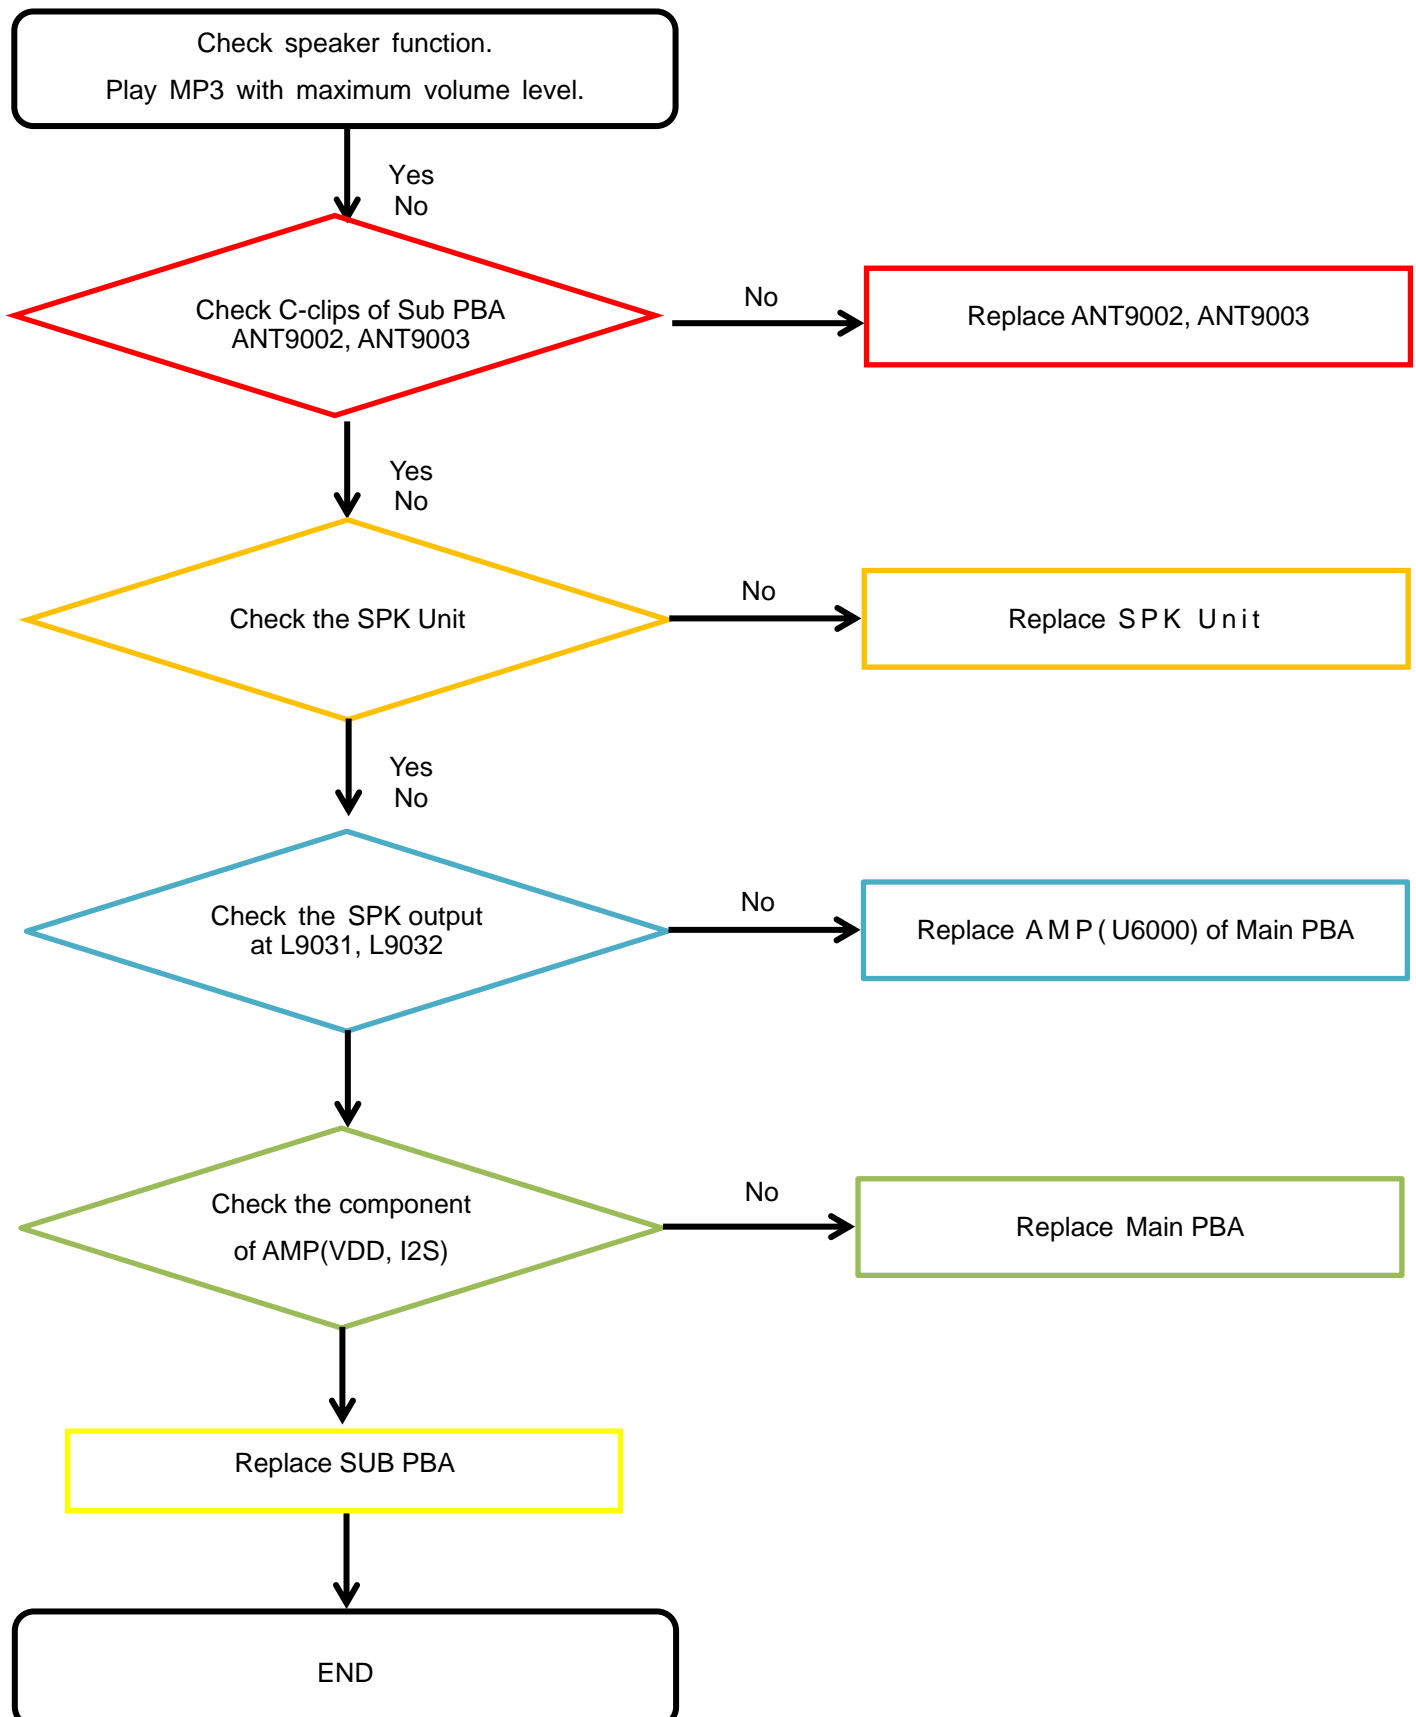 Check speaker function.
Play MP3 with maximum volume level.
Yes
No
Check C-clips of Sub PBA
ANT9002, ANT9003
No
Replace ANT9002, ANT9003
Yes
No
Check the SPK Unit
No
Replace SPK Unit
Yes
No
Check the SPK output
at L9031, L9032
No
Replace AMP(U6000) of Main PBA
Check the component
of AMP(VDD, I2S)
No
Replace Main PBA
Replace SUB PBA
END